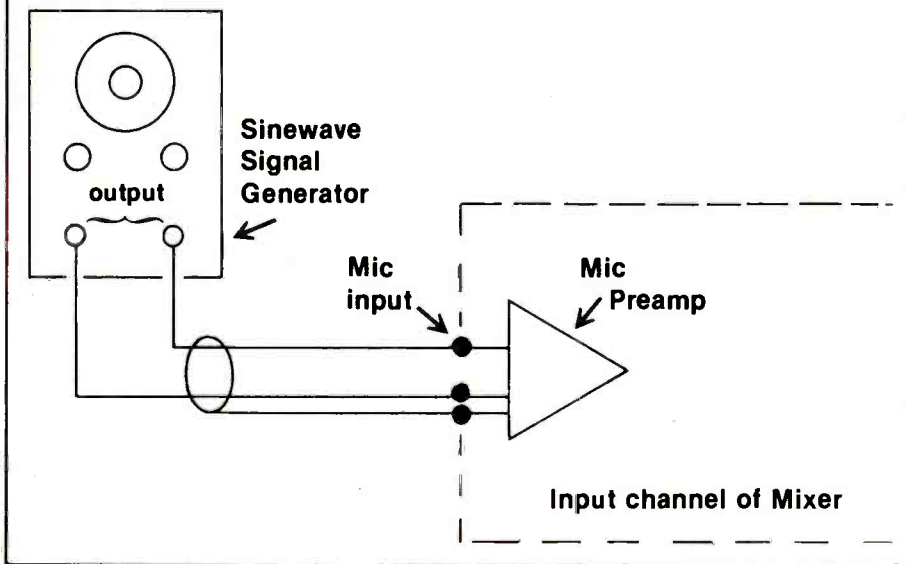 output
Sinewave
Signal
Generator
Mic
input
Mic
Preamp
Input channel of Mixer